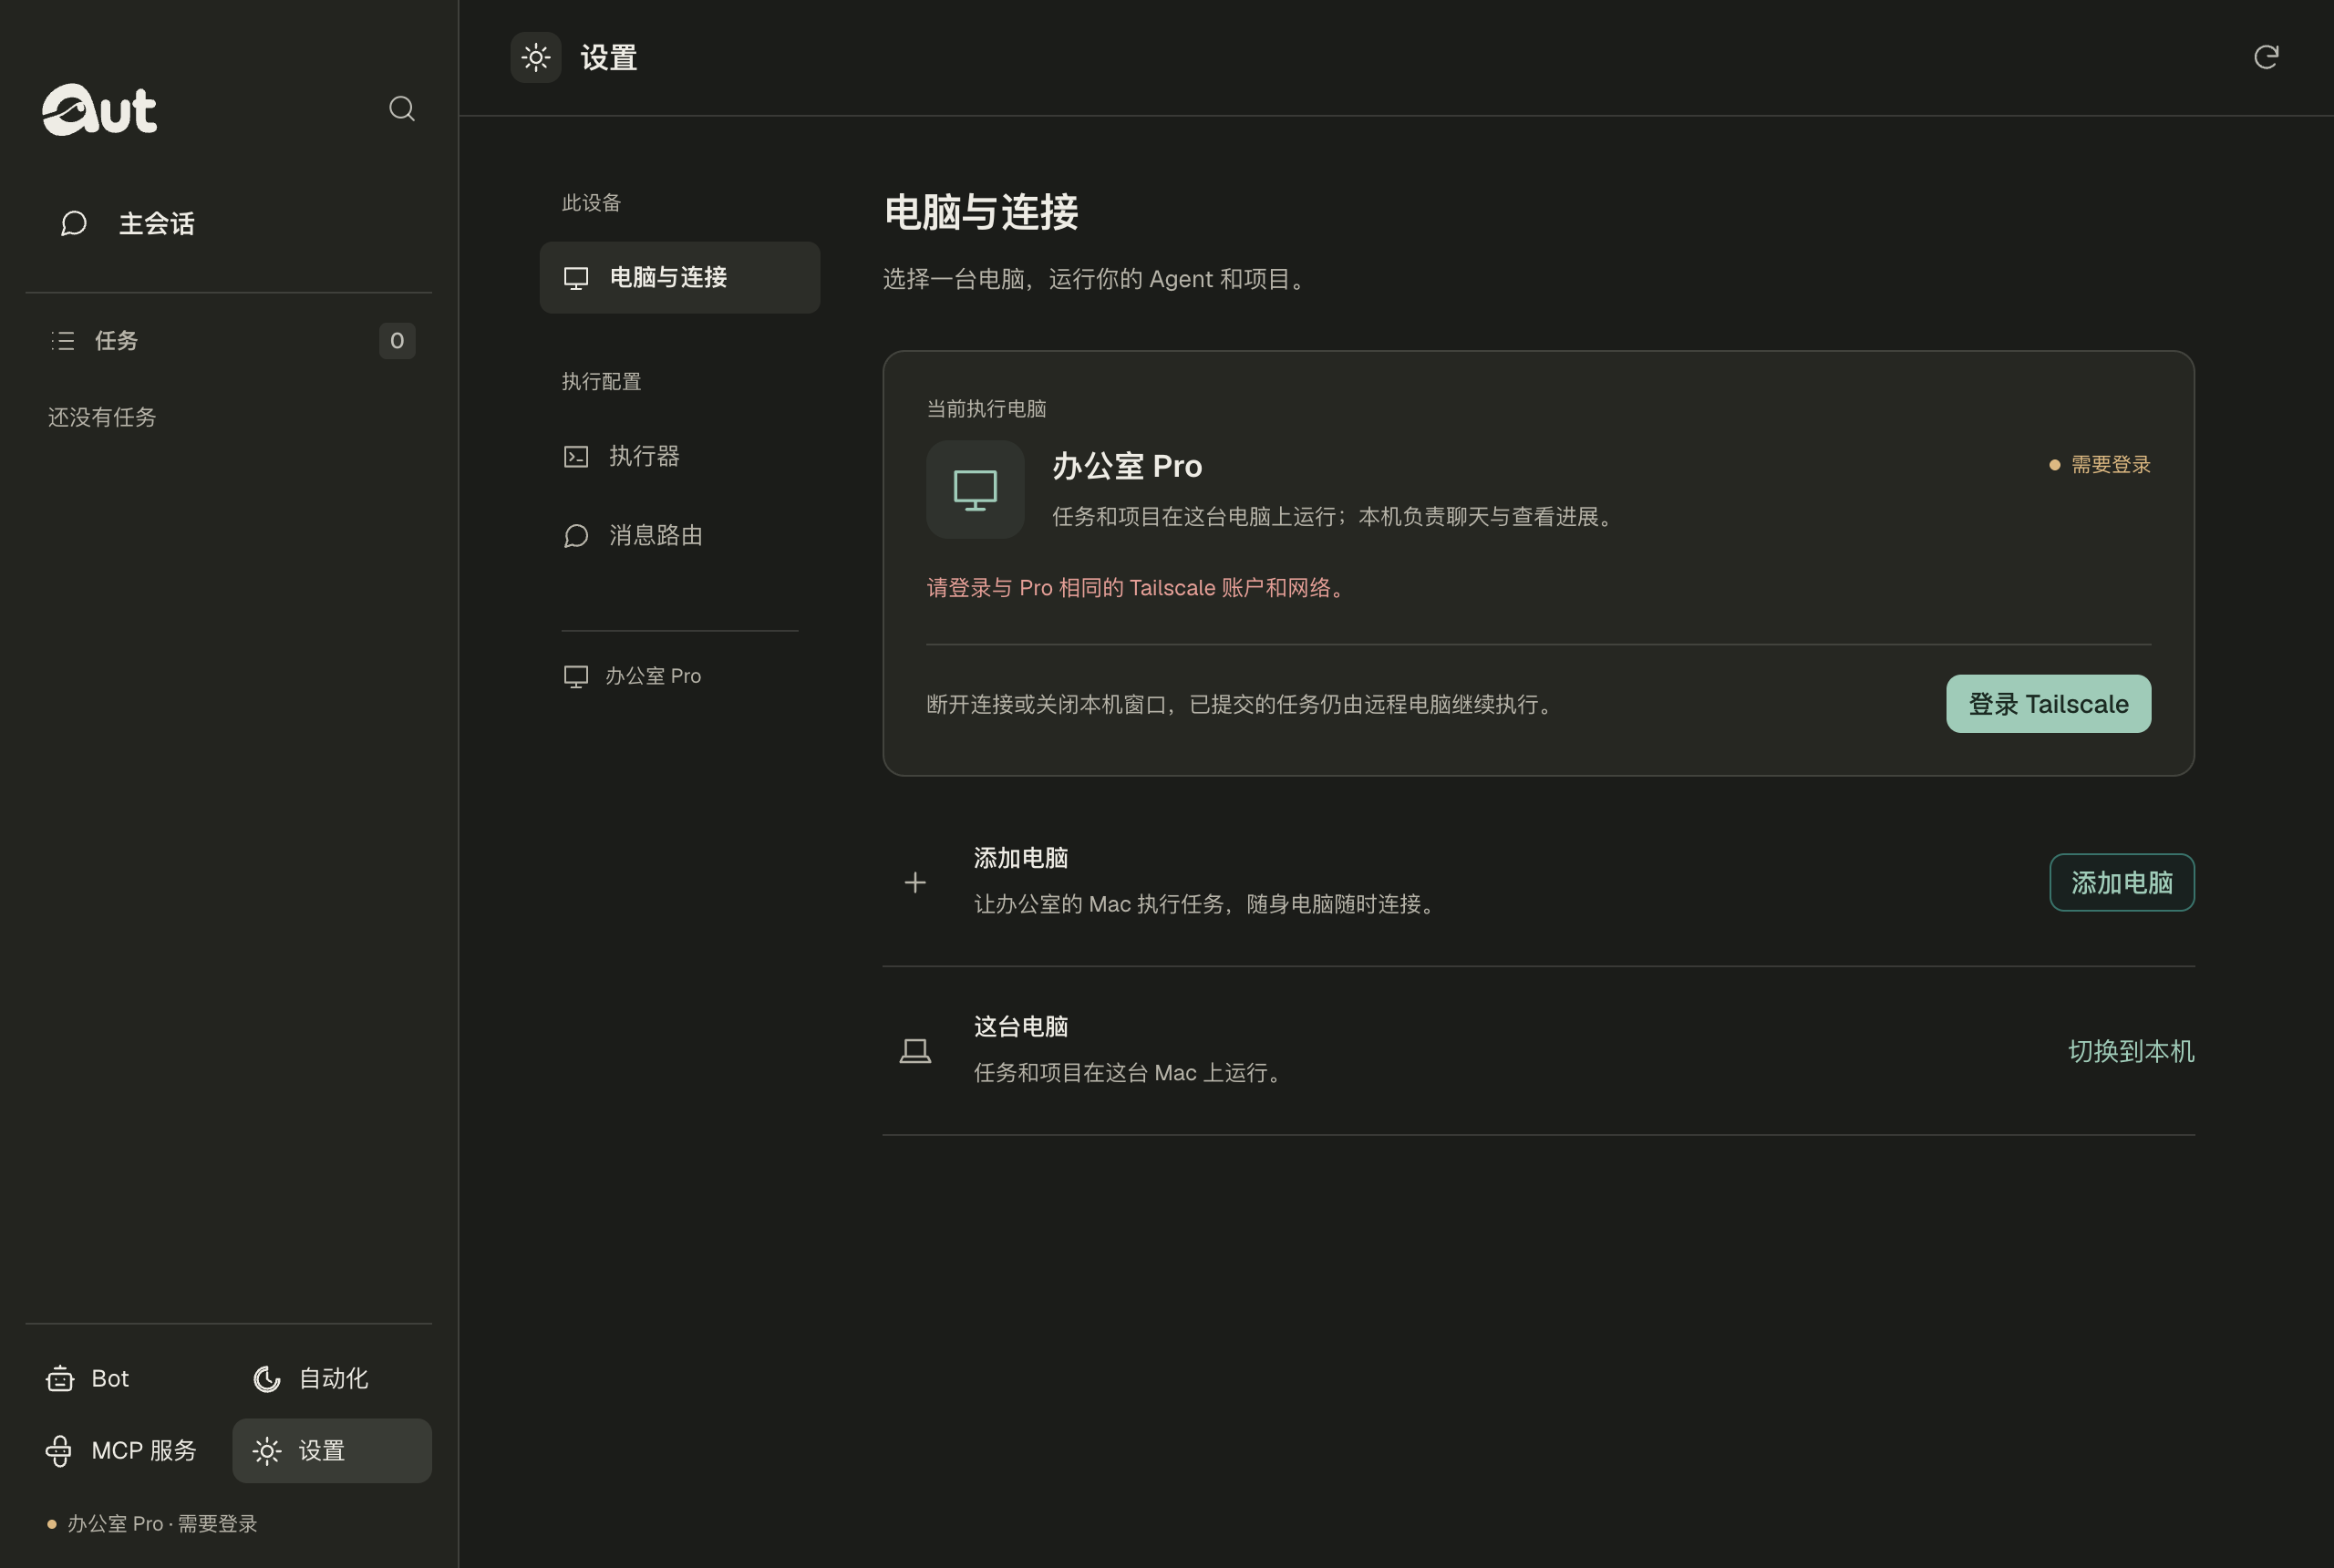 Aut
主会话
任务
0
还没有任务
Bot
自动化
MCP 服务
设置
办公室 Pro · 需要登录
设置
此设备
电脑与连接
执行配置
执行器
消息路由
办公室 Pro
电脑与连接
选择一台电脑，运行你的 Agent 和项目。
当前执行电脑
办公室 Pro
需要登录
任务和项目在这台电脑上运行；本机负责聊天与查看进展。
请登录与 Pro 相同的 Tailscale 账户和网络。
断开连接或关闭本机窗口，已提交的任务仍由远程电脑继续执行。
登录 Tailscale
添加电脑
让办公室的 Mac 执行任务，随身电脑随时连接。
添加电脑
这台电脑
任务和项目在这台 Mac 上运行。
切换到本机